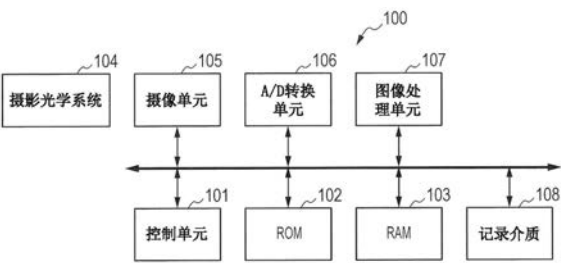 100
104
105
106
107
摄影光学系统
摄像单元
A/D转换
单元
图像处
理单元
101
102
103
108
控制单元
ROM
RAM
记录介质